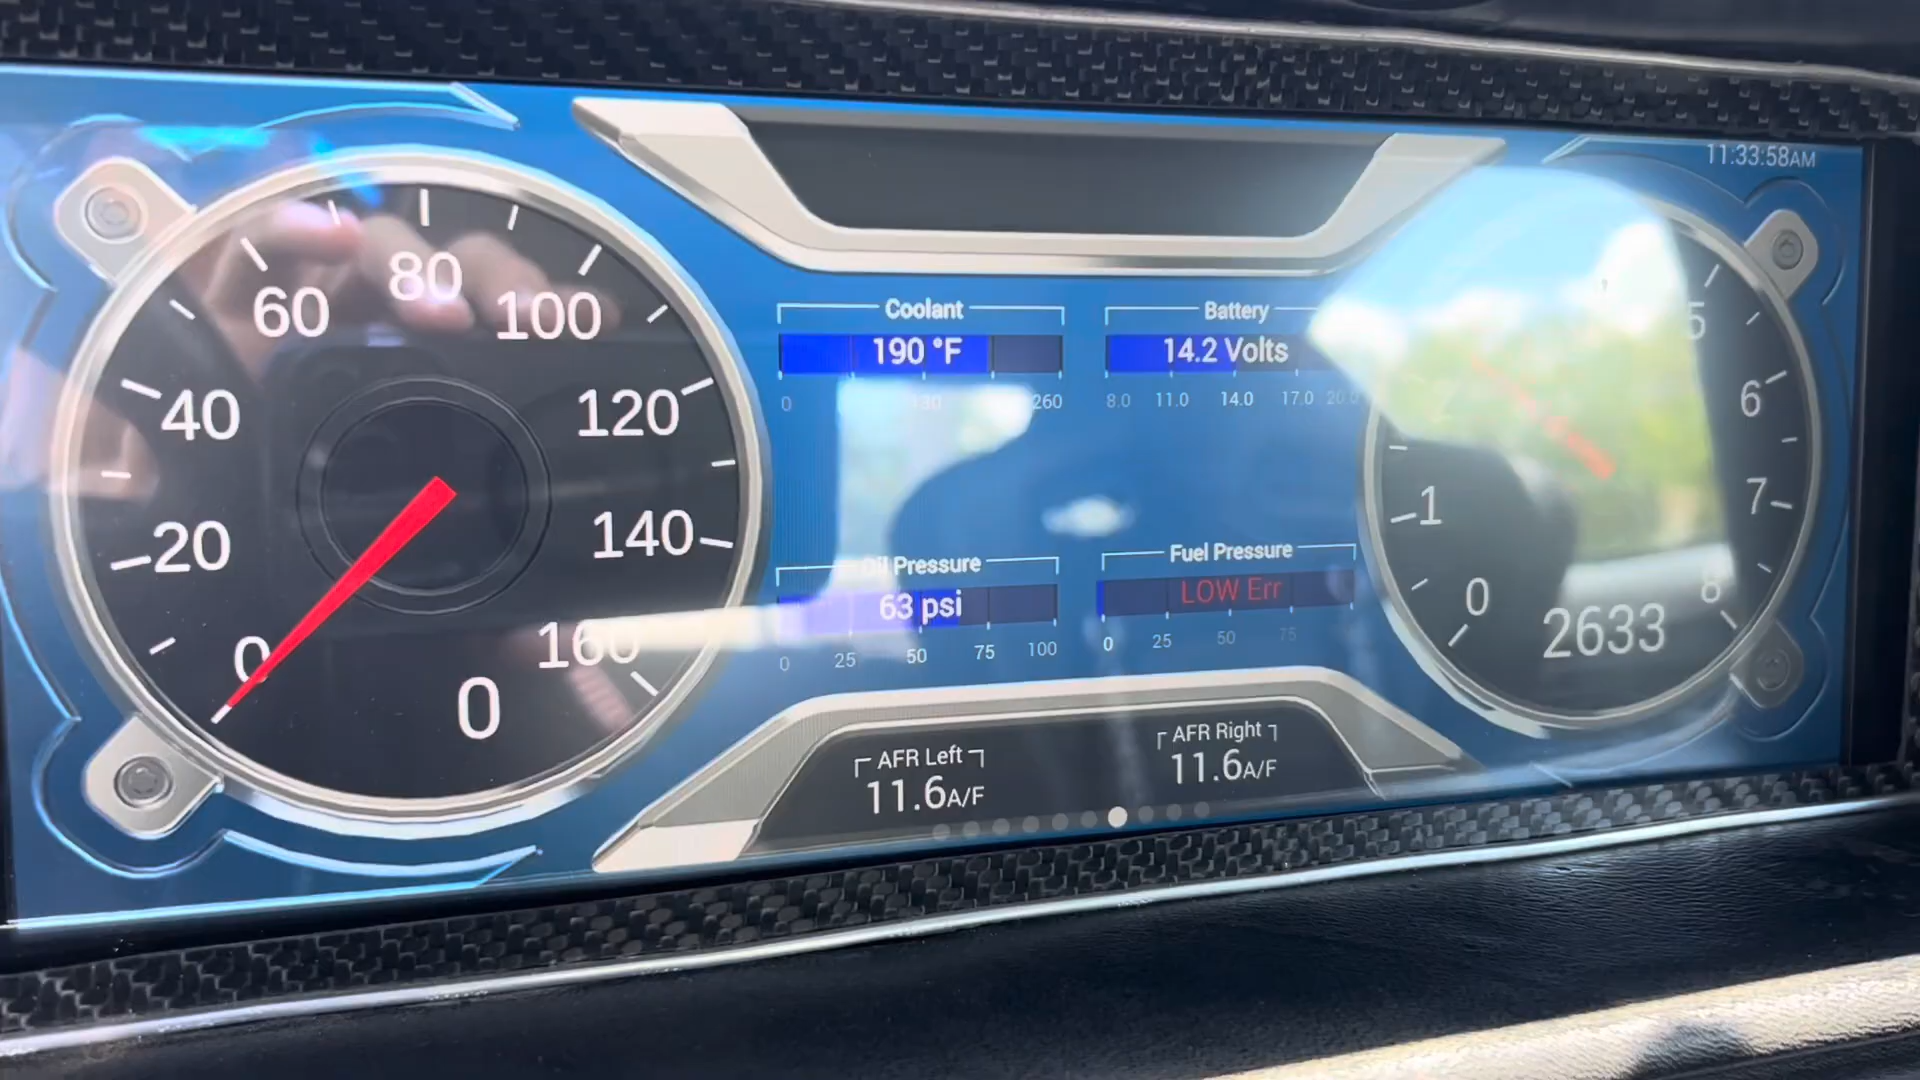 11:33:58AM
80
60
100
40
120
20
140
0
160
0
Coolant
190 °F
0 130 260
Battery
14.2 Volts
8.0 11.0 14.0 17.0 20.0
Oil Pressure
63 psi
0 25 50 75 100
Fuel Pressure
LOW Err
0 25 50 75
AFR Left
11.6A/F
AFR Right
11.6A/F
5
6
7
1
0
8
2633